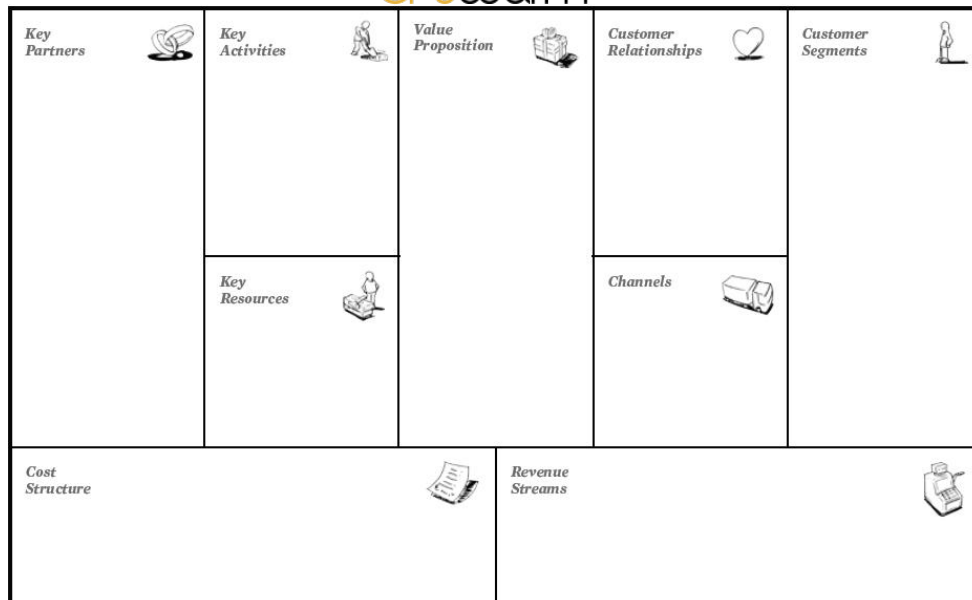 Key
Partners
Key
Activities
Value
Proposition
Customer
Relationships
Customer
Segments
Key
Resources
Channels
Cost
Structure
Revenue
Streams